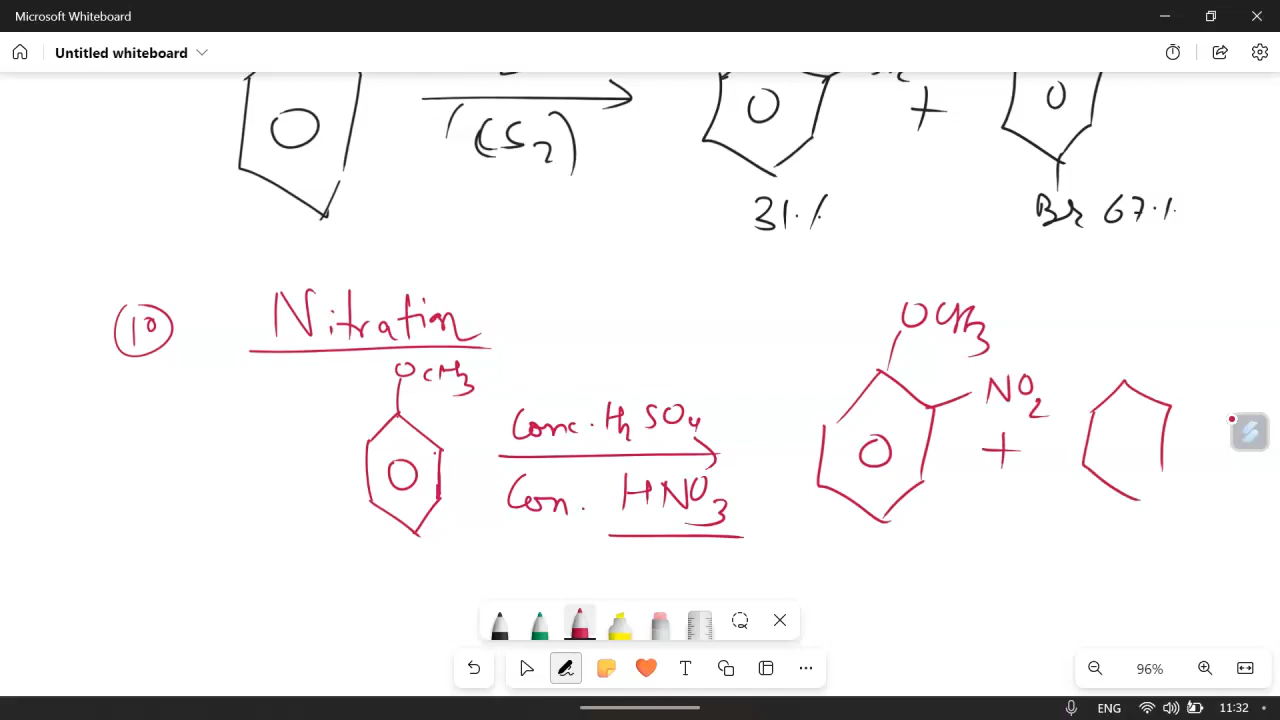 Microsoft Whiteboard
Untitled whiteboard
(CS2)
+
31%
Br 67%
10 Nitration
OCH3
Conc. H2SO4
Con. HNO3
OCH3
NO2
+
96%
ENG 11:32